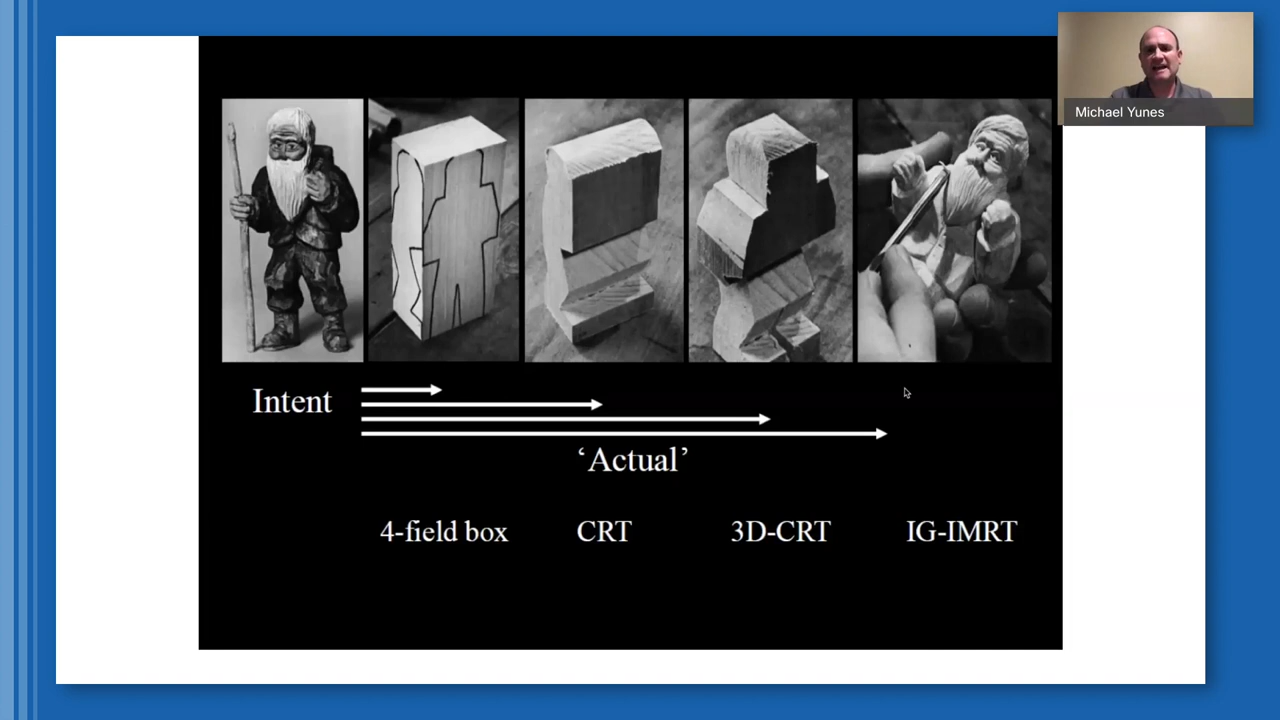 Michael Yunes
Intent
‘Actual’
4-field box CRT 3D-CRT IG-IMRT